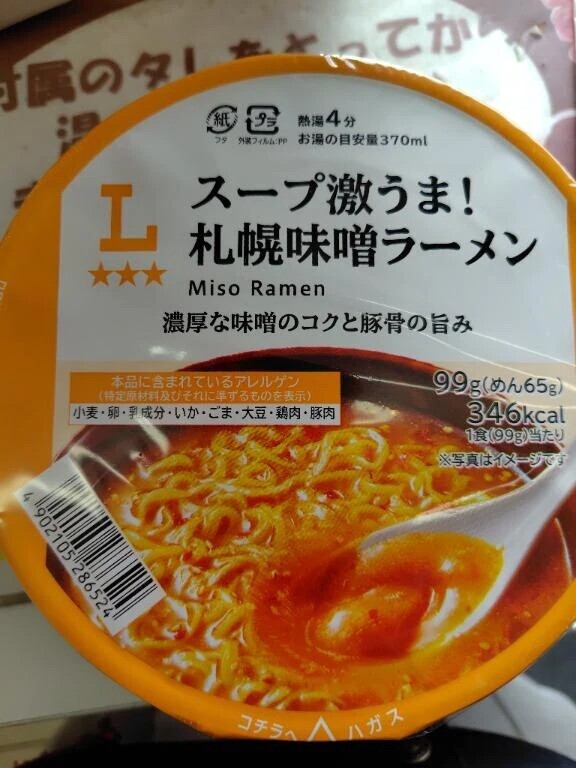 付属のタレをとってから
湯
紙
プラ
フタ
外装フィルム:PP
熱湯4分
お湯の目安量370ml
L
スープ激うま!
札幌味噌ラーメン
Miso Ramen
濃厚な味噌のコクと豚骨の旨み
本品に含まれているアレルゲン
(特定原材料及びそれに準ずるものを表示)
小麦・卵・乳成分・いか・ごま・大豆・鶏肉・豚肉
99g(めん65g)
346kcal
1食(99g)当たり
※写真はイメージです
4902105286524
コチラへ ハガス